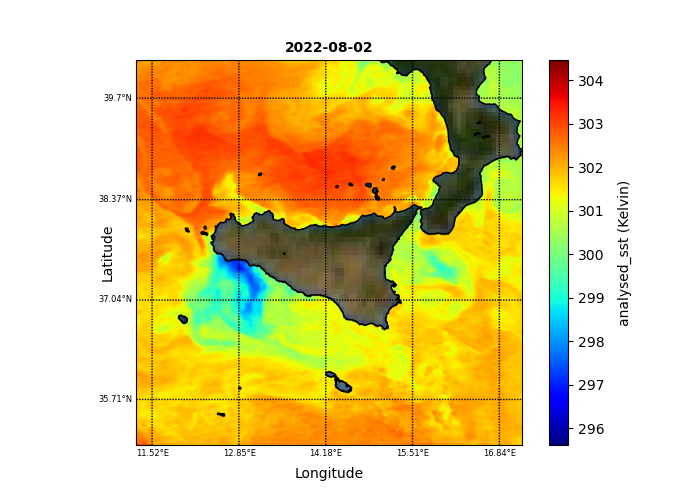 2022-08-02
39.7°N
38.37°N
37.04°N
35.71°N
Latitude
11.52°E 12.85°E 14.18°E 15.51°E 16.84°E
Longitude
304
303
302
301
300
299
298
297
296
analysed_sst (Kelvin)